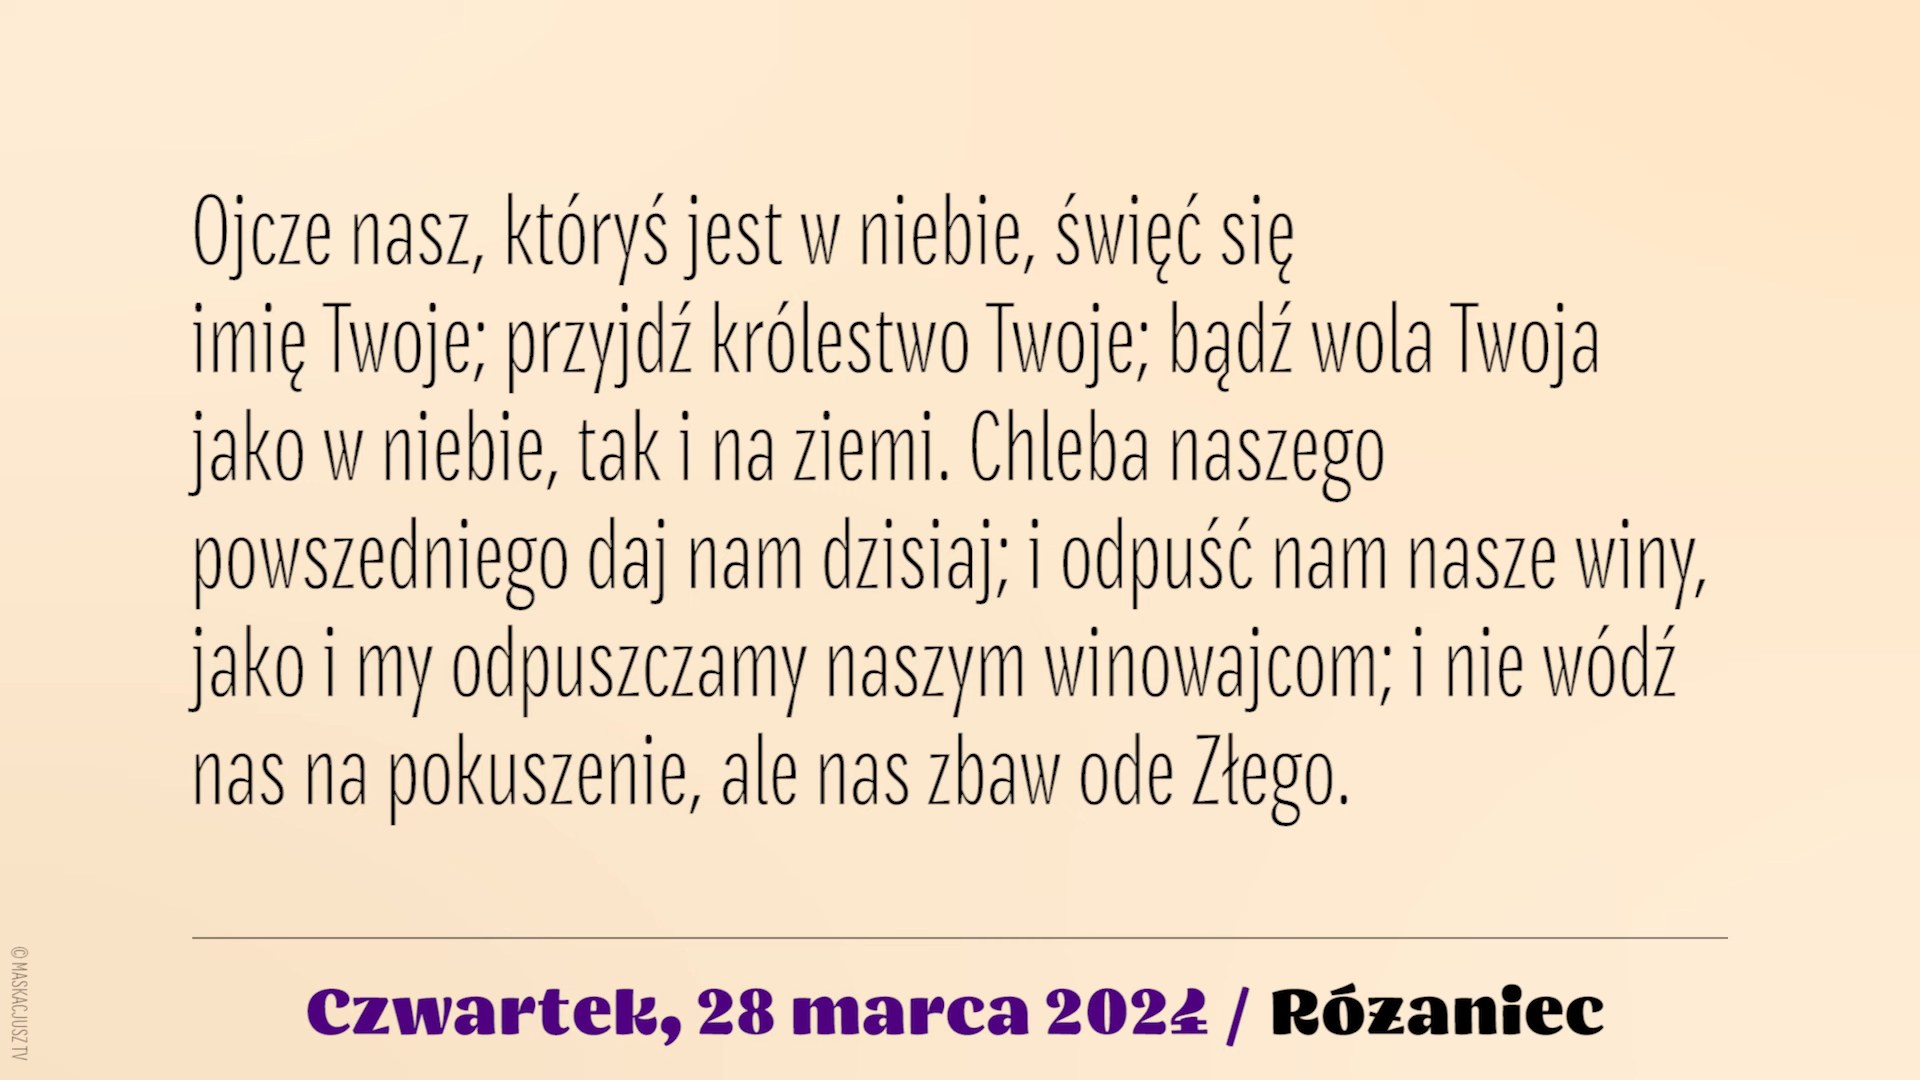 Ojcze nasz, któryś jest w niebie, święć się
imię Twoje; przyjdź królestwo Twoje; bądź wola Twoja
jako w niebie, tak i na ziemi. Chleba naszego
powszedniego daj nam dzisiaj; i odpuść nam nasze winy,
jako i my odpuszczamy naszym winowajcom; i nie wódź
nas na pokuszenie, ale nas zbaw ode Złego.
Czwartek, 28 marca 2024 / Rózaniec
© MASKACJUSZ TV